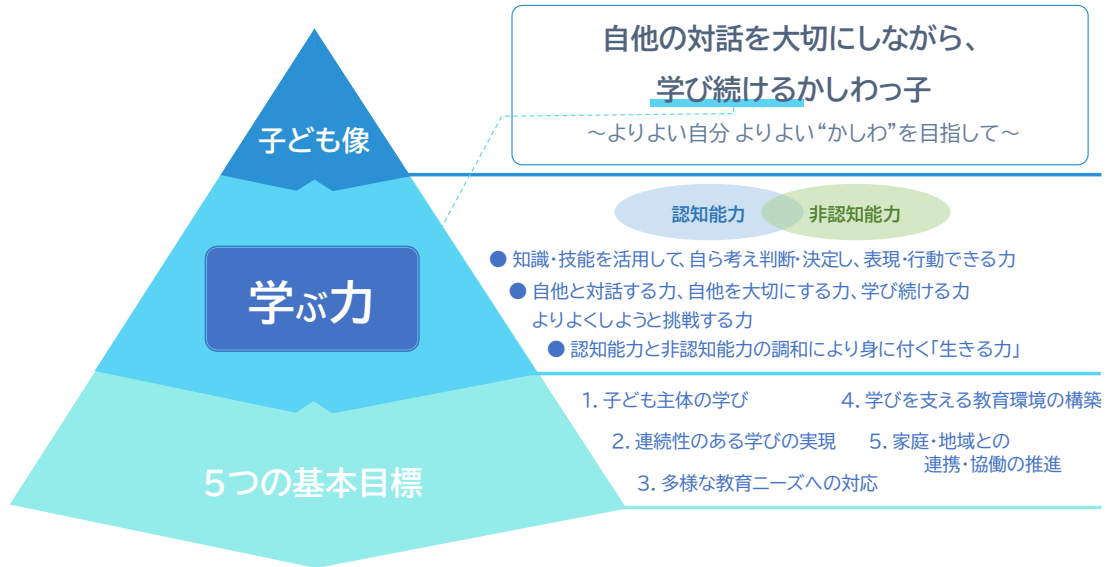 自他の対話を大切にしながら、
学び続けるかしわっ子
～よりよい自分 よりよい“かしわ”を目指して～
子ども像
認知能力
非認知能力
学ぶ力
● 知識・技能を活用して、自ら考え判断・決定し、表現・行動できる力
● 自他と対話する力、自他を大切にする力、学び続ける力
よりよくしようと挑戦する力
● 認知能力と非認知能力の調和により身に付く「生きる力」
5つの基本目標
1. 子ども主体の学び
2. 連続性のある学びの実現
3. 多様な教育ニーズへの対応
4. 学びを支える教育環境の構築
5. 家庭・地域との
連携・協働の推進